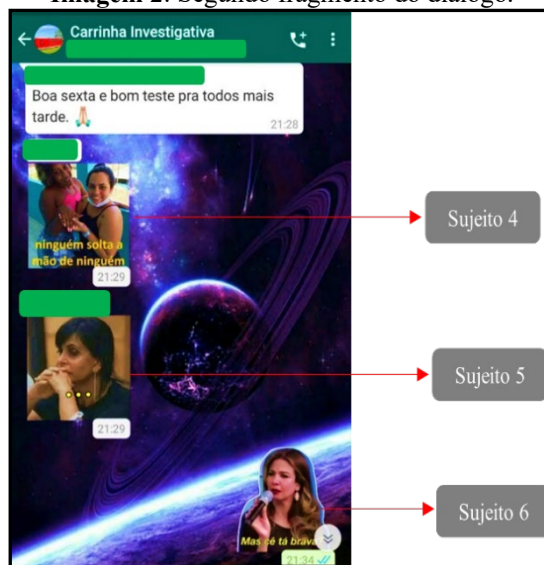 Imagem 2: Segundo fragmento do diálogo.
Carrinha Investigativa
Boa sexta e bom teste pra todos mais
tarde. 🙏🏻
21:28
ninguém solta a
mão de ninguém
21:29
Sujeito 4
...
21:29
Sujeito 5
Mas cê tá brava
21:34
Sujeito 6